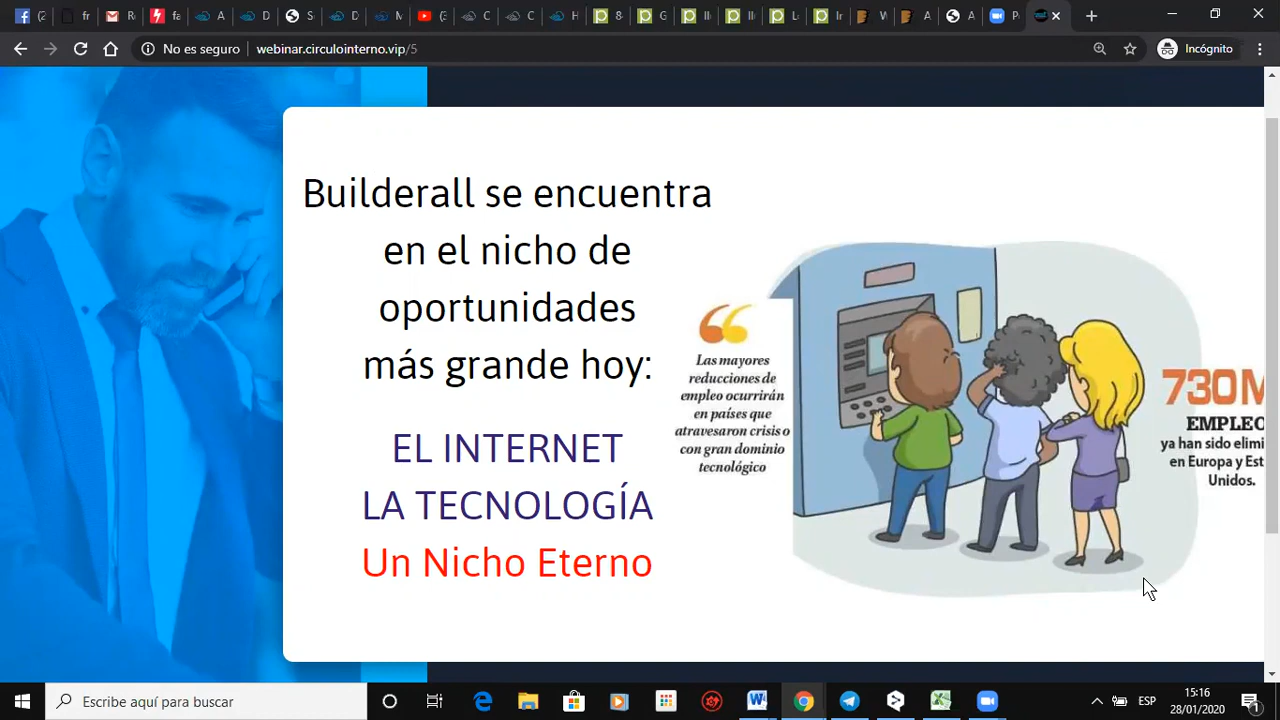 No es seguro
webinar.circulointerno.vip/5
Incógnito
Builderall se encuentra
en el nicho de
oportunidades
más grande hoy:
EL INTERNET
LA TECNOLOGÍA
Un Nicho Eterno
Las mayores
reducciones de
empleo ocurrirán
en países que
atravesaron crisis o
con gran dominio
tecnológico
730
EMPLEO
ya han sido elimi
en Europa y Est
Unidos.
Escribe aquí para buscar
ESP
15:16
28/01/2020